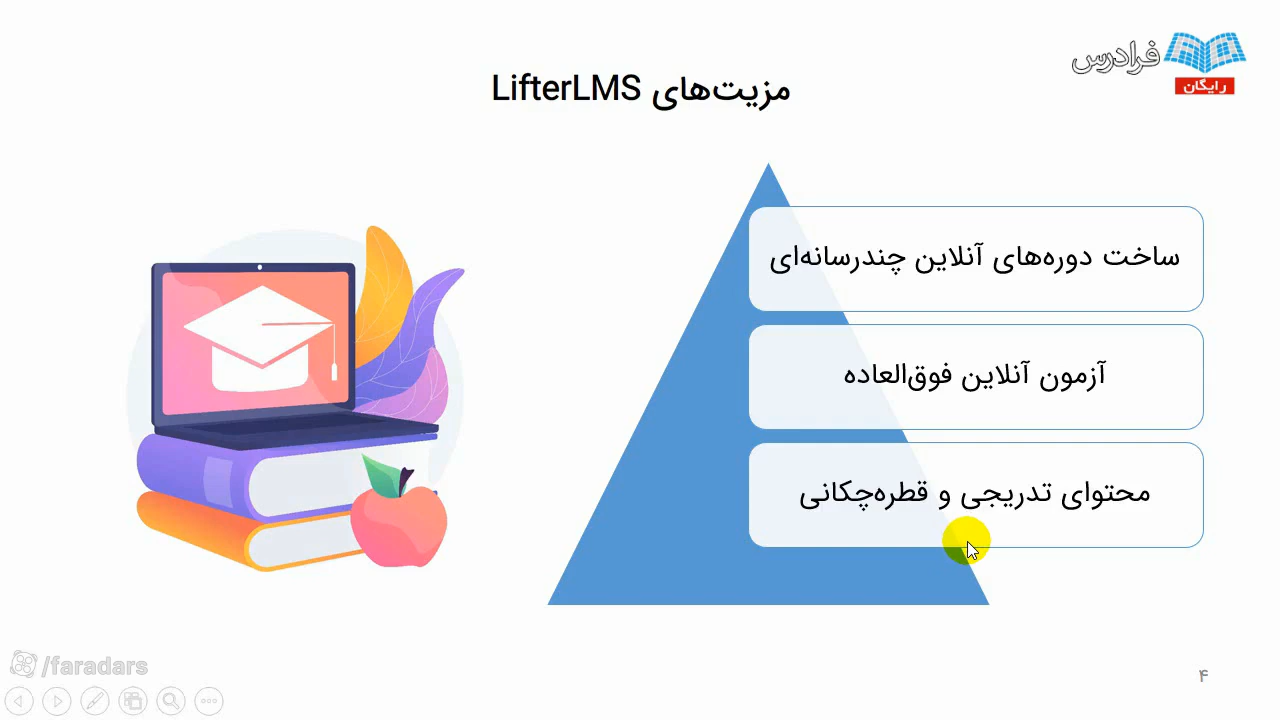 فرادرس
رایگان
مزیت‌های LifterLMS
ساخت دوره‌های آنلاین چندرسانه‌ای
آزمون آنلاین فوق‌العاده
محتوای تدریجی و قطره‌چکانی
/faradars
۴